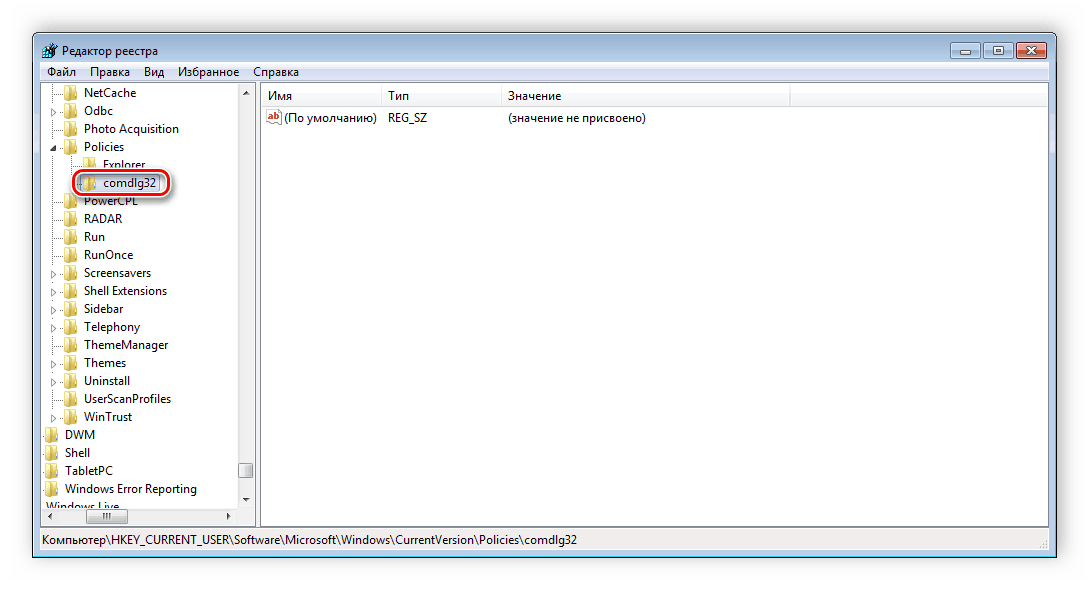 Редактор реестра
Файл Правка Вид Избранное Справка
NetCache
Odbc
Photo Acquisition
Policies
Explorer
comdlg32
PowerCPL
RADAR
Run
RunOnce
Screensavers
Shell Extensions
Sidebar
Telephony
ThemeManager
Themes
Uninstall
UserScanProfiles
WinTrust
DWM
Shell
TabletPC
Windows Error Reporting
Windows Live
Имя Тип Значение
ab (По умолчанию) REG_SZ (значение не присвоено)
Компьютер\HKEY_CURRENT_USER\Software\Microsoft\Windows\CurrentVersion\Policies\comdlg32